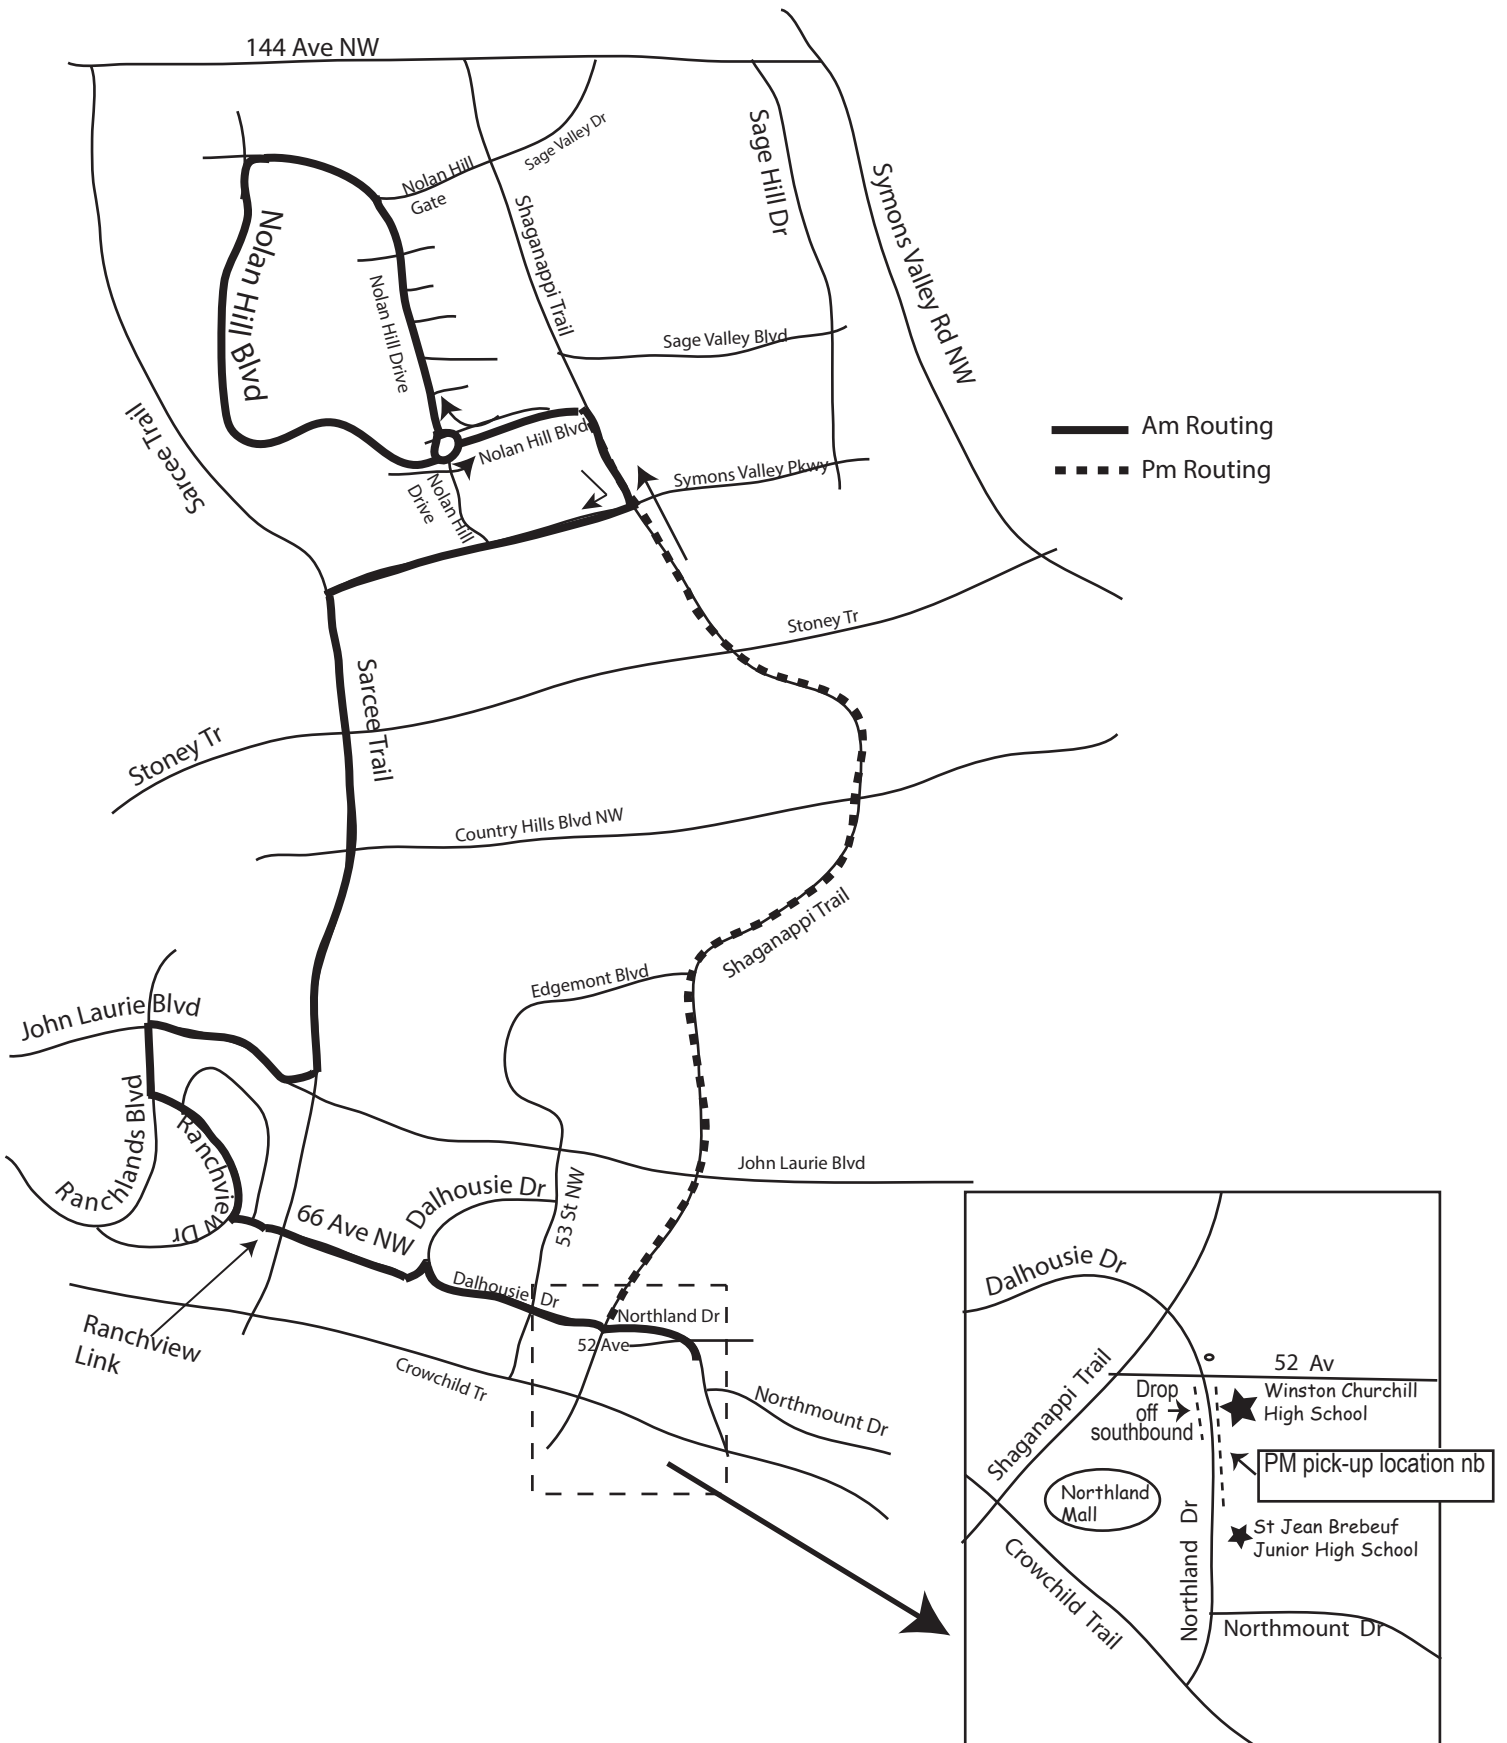 144 Ave NW
Sage Valley Dr
Nolan Hill
Gate
Sage Hill Dr
Symons Valley Rd NW
Shaganappi Trail
Nolan Hill Blvd
Nolan Hill Drive
Sage Valley Blvd
Sarcee Trail
Nolan Hill Blvd
Am Routing
Symons Valley Pkwy
Pm Routing
Nolan Hill
Drive
Stoney Tr
Sarcee Trail
Stoney Tr
Country Hills Blvd NW
Shaganappi Trail
Edgemont Blvd
John Laurie Blvd
Ranchlands Blvd
Ranchview Dr
John Laurie Blvd
Dalhousie Dr
53 St NW
66 Ave NW
Dalhousie Dr
Northland Dr
52 Ave
Ranchview
Link
Crowchild Tr
Northmount Dr
Dalhousie Dr
Shaganappi Trail
52 Av
Drop
off
southbound
Winston Churchill
High School
PM pick-up location nb
Northland
Mall
Northland Dr
St Jean Brebeuf
Junior High School
Crowchild Trail
Northmount Dr